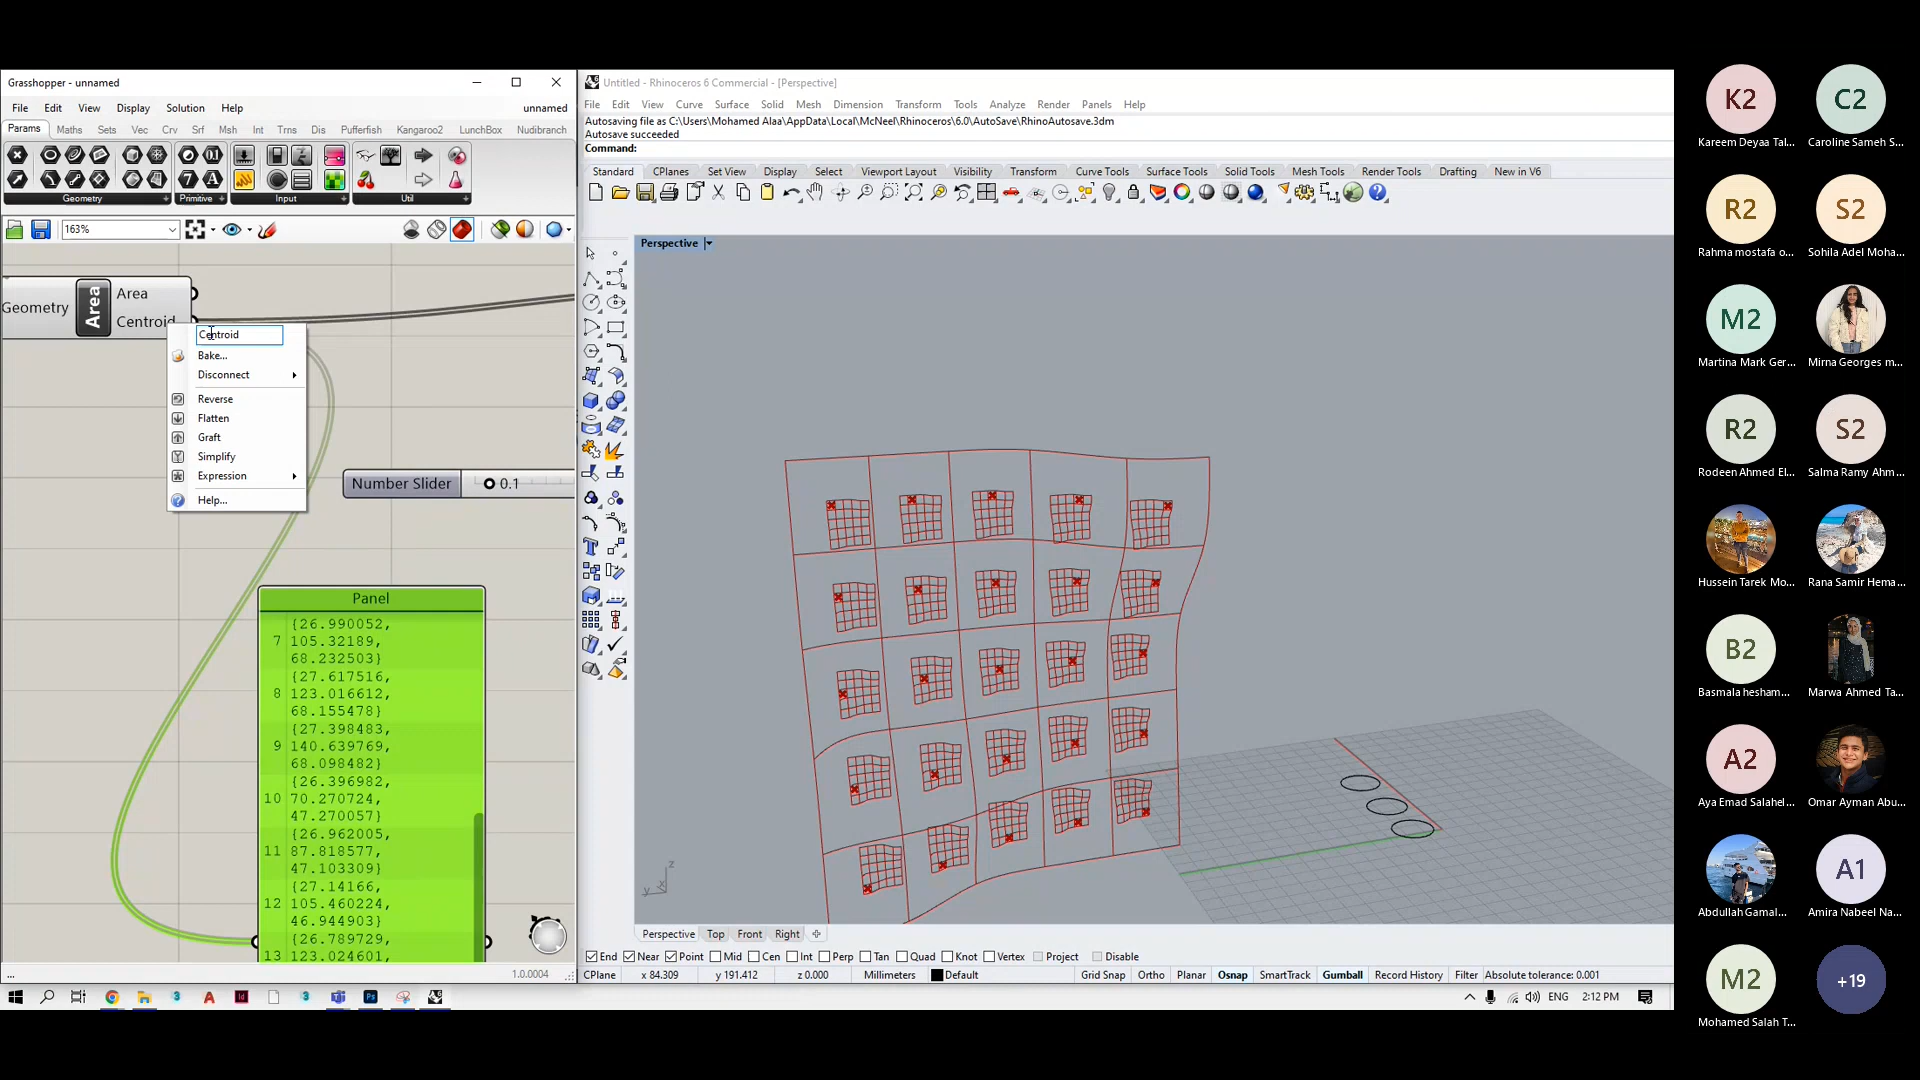 Grasshopper - unnamed
File Edit View Display Solution Help unnamed
Params Maths Sets Vec Crv Srf Msh Int Trns Dis Pufferfish Kangaroo2 LunchBox Nudibranch
Geometry Primitive Input Util
163%
Geometry Area Area
Centroid
Centroid
Bake...
Disconnect
Reverse
Flatten
Graft
Simplify
Expression
Help...
Number Slider 0.1
Panel
{26.990052,
7 105.32189,
68.232503}
{27.617516,
8 123.016612,
68.155478}
{27.398483,
9 140.639769,
68.098482}
{26.396982,
10 70.270724,
47.270057}
{26.962005,
11 87.818577,
47.103309}
{27.14166,
12 105.460224,
46.944903}
{26.789729,
13 123.024601,
...
1.0.0004
Untitled - Rhinoceros 6 Commercial - [Perspective]
File Edit View Curve Surface Solid Mesh Dimension Transform Tools Analyze Render Panels Help
Autosaving file as C:\Users\Mohamed Alaa\AppData\Local\McNeel\Rhinoceros\6.0\AutoSave\RhinoAutosave.3dm
Autosave succeeded
Command:
Standard CPlanes Set View Display Select Viewport Layout Visibility Transform Curve Tools Surface Tools Solid Tools Mesh Tools Render Tools Drafting New in V6
Perspective
z
y x
Perspective Top Front Right
End Near Point Mid Cen Int Perp Tan Quad Knot Vertex Project Disable
CPlane x 84.309 y 191.412 z 0.000 Millimeters Default Grid Snap Ortho Planar Osnap SmartTrack Gumball Record History Filter Absolute tolerance: 0.001
ENG 2:12 PM
K2 C2
Kareem Deyaa Tal... Caroline Sameh S...
R2 S2
Rahma mostafa o... Sohila Adel Moha...
M2
Martina Mark Ger... Mirna Georges m...
R2 S2
Rodeen Ahmed El... Salma Ramy Ahm...
Hussein Tarek Mo... Rana Samir Hema...
B2
Basmala hesham... Marwa Ahmed Ta...
A2
Aya Emad Salahel... Omar Ayman Abu...
A1
Abdullah Gamal... Amira Nabeel Na...
M2 +19
Mohamed Salah T...